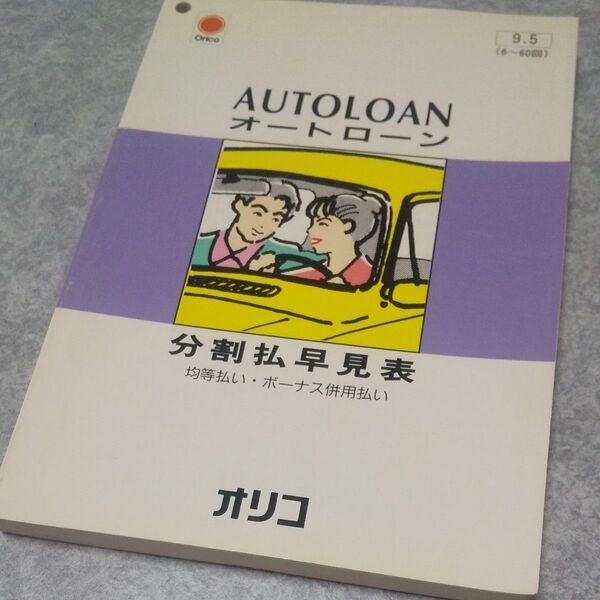 Orico
9.5
(6〜60回)
AUTOLOAN
オートローン
分割払早見表
均等払い・ボーナス併用払い
オリコ